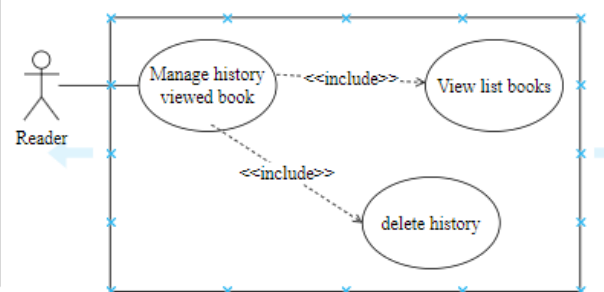 Manage history
viewed book
<<include>>
View list books
Reader
<<include>>
delete history